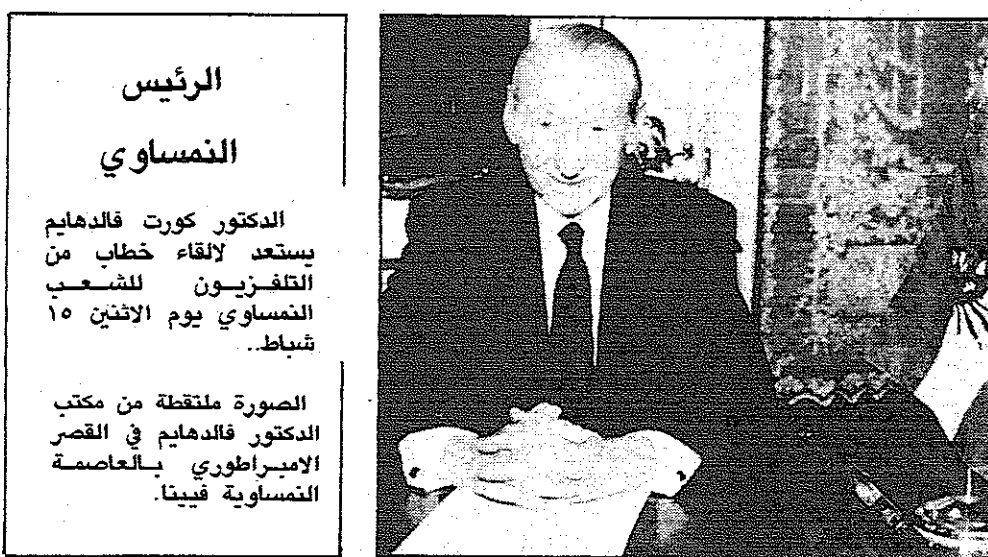 الرئيس
النمساوي
الدكتور كورت فالدهايم
يستعد لالقاء خطاب من
التلفزيون للشعب
النمساوي يوم الاثنين ١٥
شباط..
الصورة ملتقطة من مكتب
الدكتور فالدهايم في القصر
الامبراطوري بالعاصمة
النمساوية فيينا.